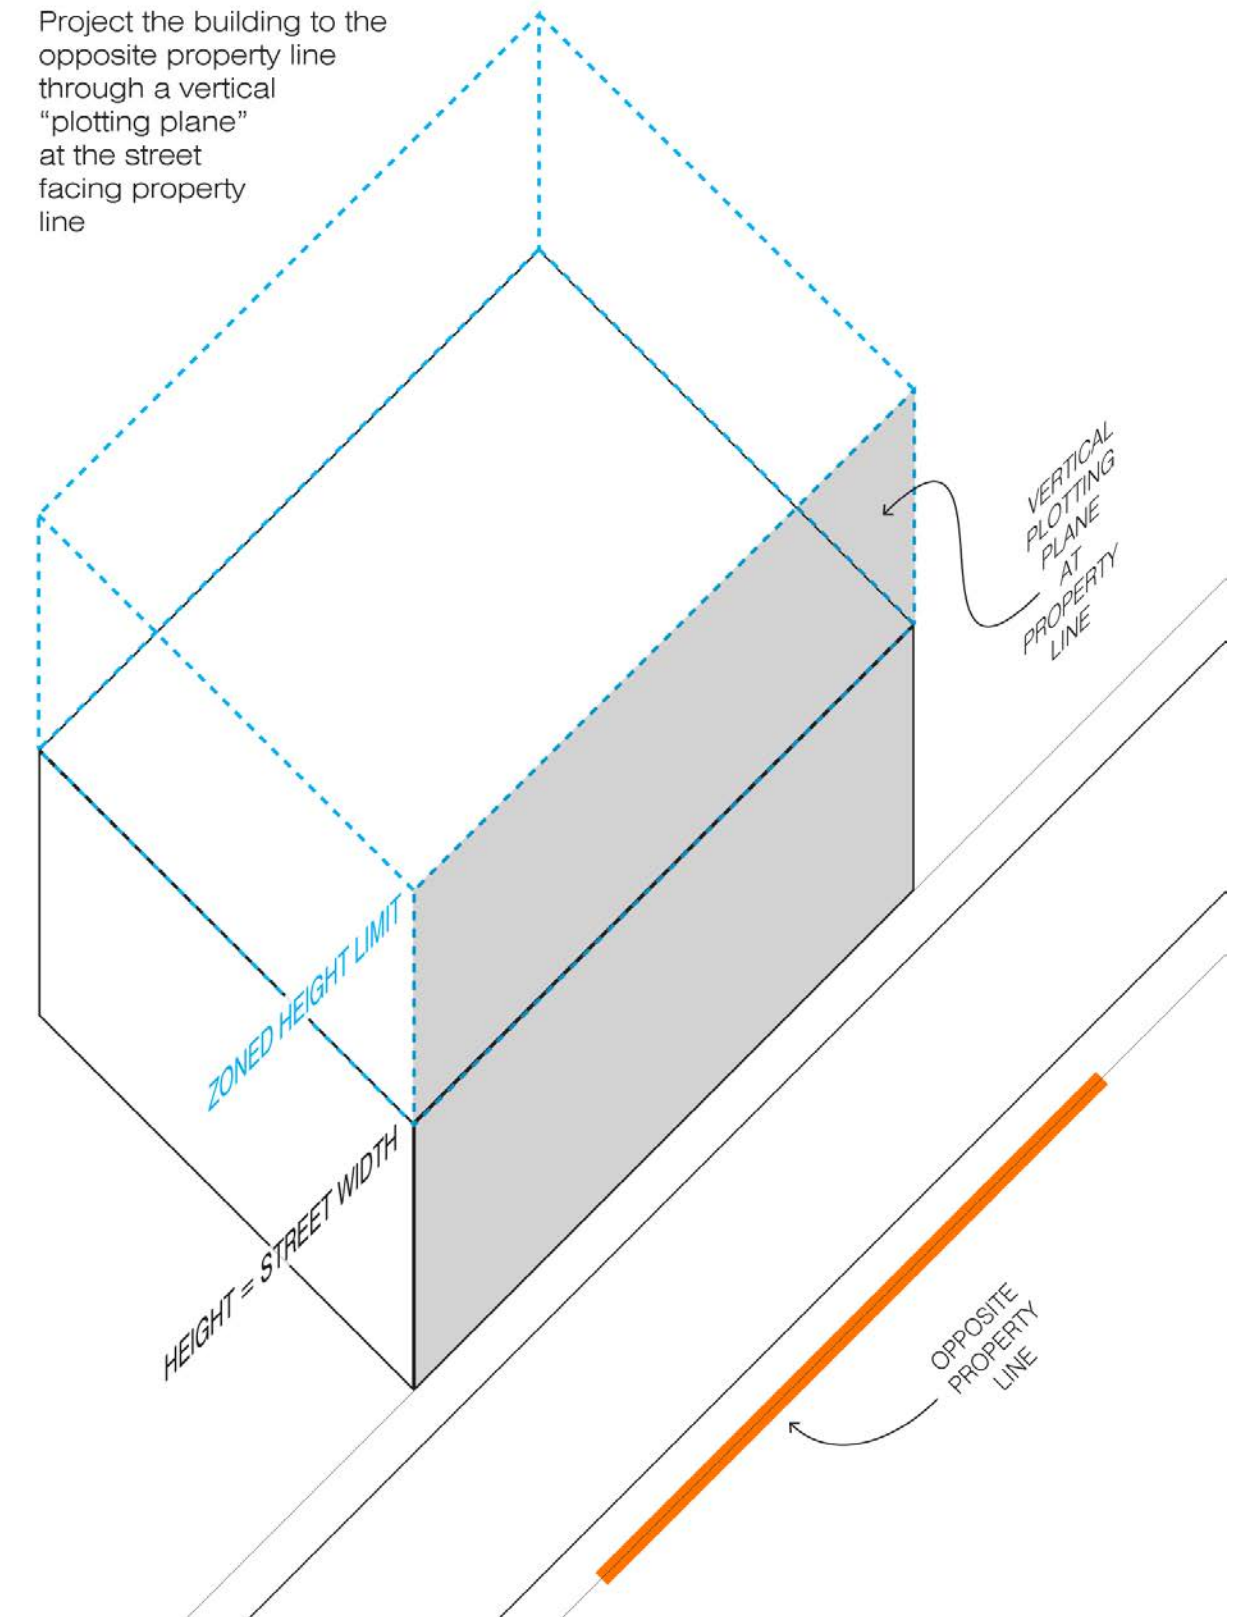 Project the building to the
opposite property line
through a vertical
“plotting plane”
at the street
facing property
line
VERTICAL
PLOTTING
PLANE
AT
PROPERTY
LINE
ZONED HEIGHT LIMIT
HEIGHT = STREET WIDTH
OPPOSITE
PROPERTY
LINE